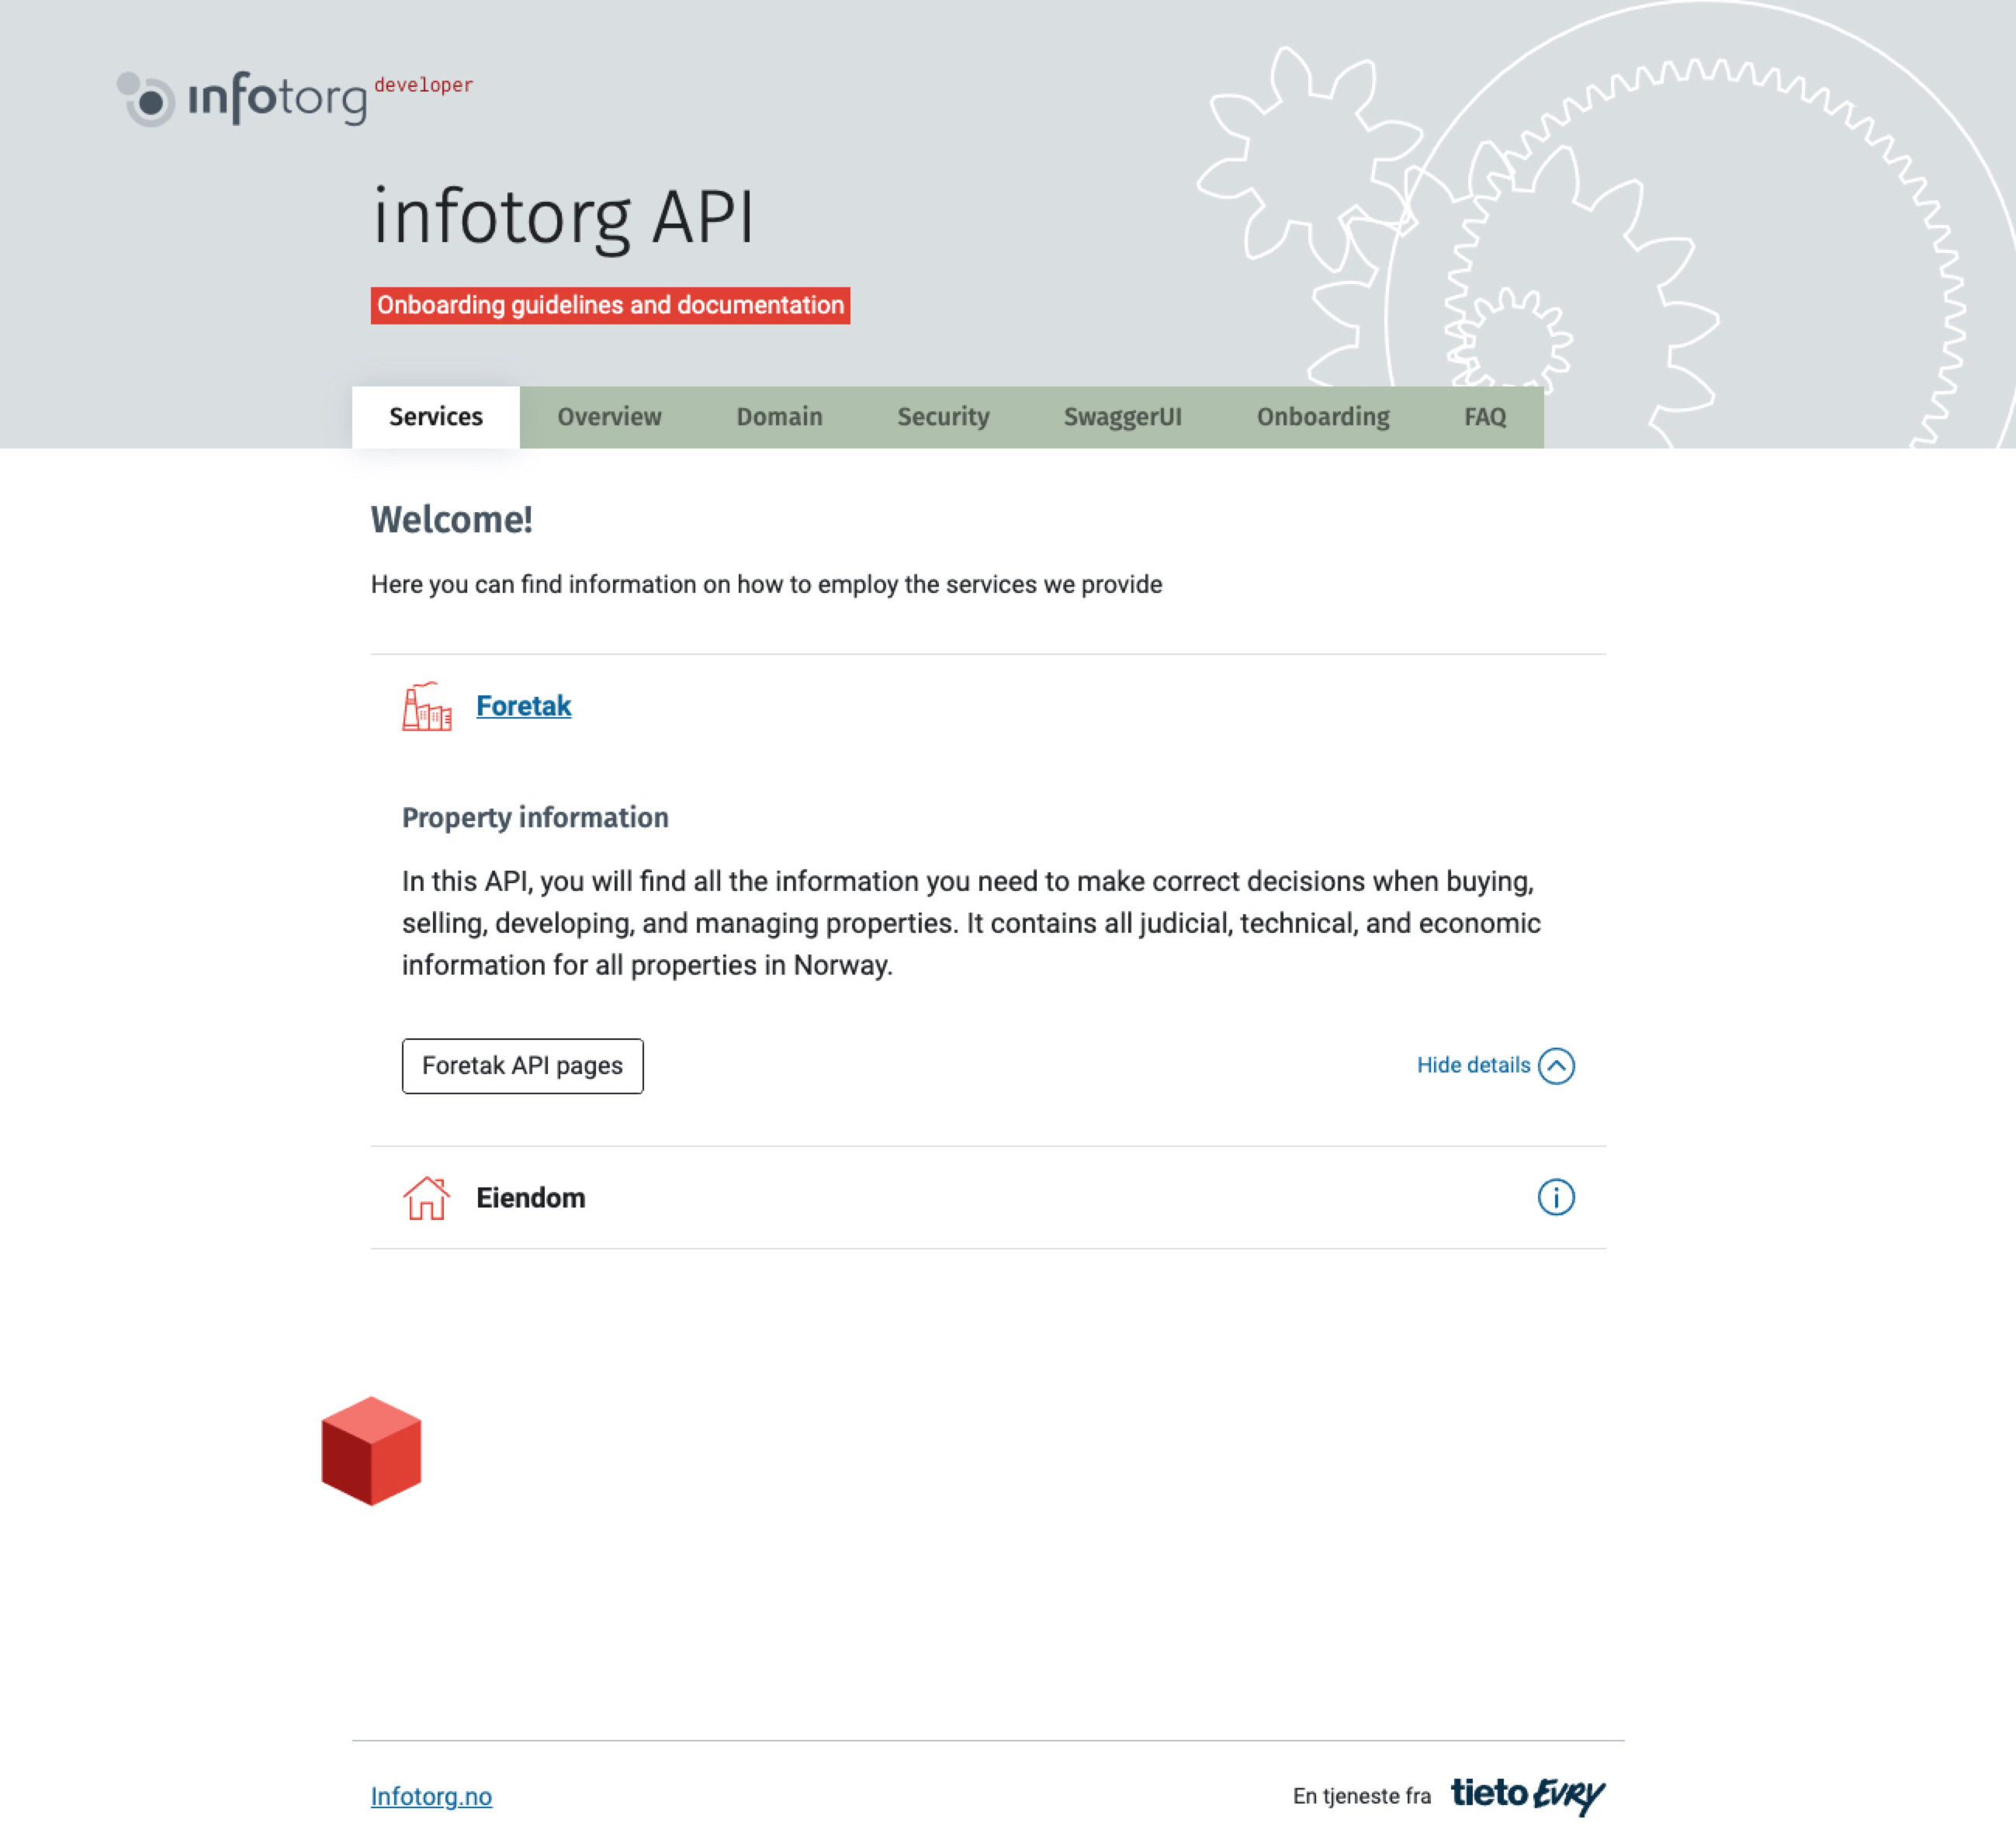 infotorg developer
infotorg API
Onboarding guidelines and documentation
Services Overview Domain Security SwaggerUI Onboarding FAQ
Welcome!
Here you can find information on how to employ the services we provide
Foretak
Property information
In this API, you will find all the information you need to make correct decisions when buying,
selling, developing, and managing properties. It contains all judicial, technical, and economic
information for all properties in Norway.
Foretak API pages Hide details
Eiendom
Infotorg.no En tjeneste fra tieto EVRY